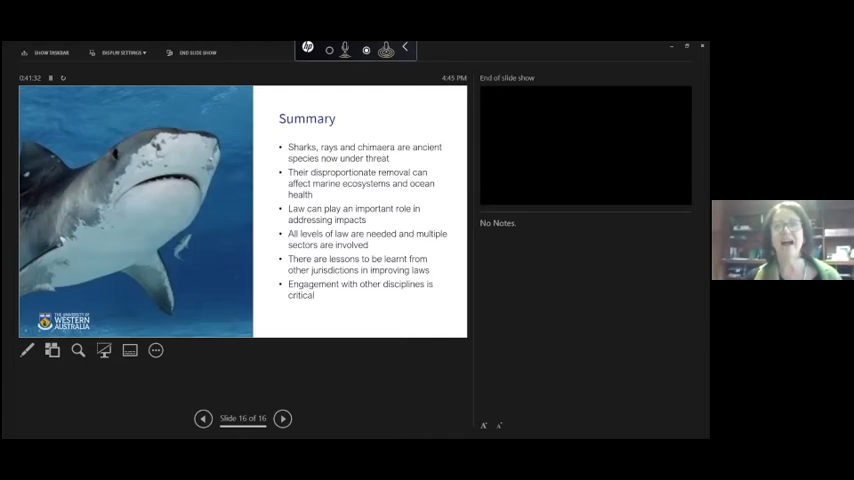 hp
SHOW TASKBAR
DISPLAY SETTINGS
END SLIDE SHOW
0:41:32
4:45 PM
End of slide show
Summary
• Sharks, rays and chimaera are ancient
species now under threat
• Their disproportionate removal can
affect marine ecosystems and ocean
health
• Law can play an important role in
addressing impacts
• All levels of law are needed and multiple
sectors are involved
• There are lessons to be learnt from
other jurisdictions in improving laws
• Engagement with other disciplines is
critical
THE UNIVERSITY OF
WESTERN
AUSTRALIA
No Notes.
Slide 16 of 16
A A